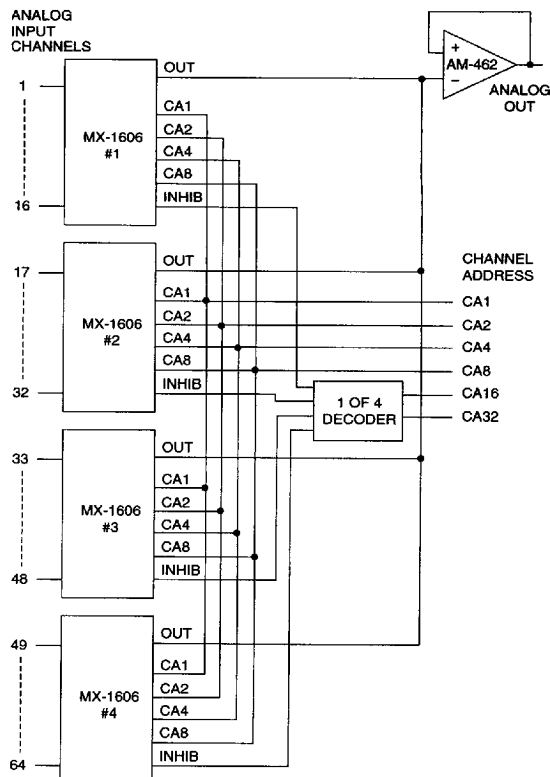 ANALOG
INPUT
CHANNELS
1
16
MX-1606
#1
OUT
CA1
CA2
CA4
CA8
INHIB
+
AM-462
−
ANALOG
OUT
17
32
MX-1606
#2
OUT
CA1
CA2
CA4
CA8
INHIB
CHANNEL
ADDRESS
CA1
CA2
CA4
CA8
CA16
CA32
1 OF 4
DECODER
33
48
MX-1606
#3
OUT
CA1
CA2
CA4
CA8
INHIB
49
64
MX-1606
#4
OUT
CA1
CA2
CA4
CA8
INHIB